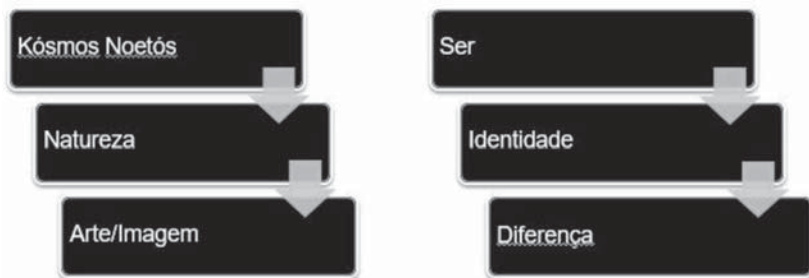 Kósmos Noetós
Natureza
Arte/Imagem
Ser
Identidade
Diferença